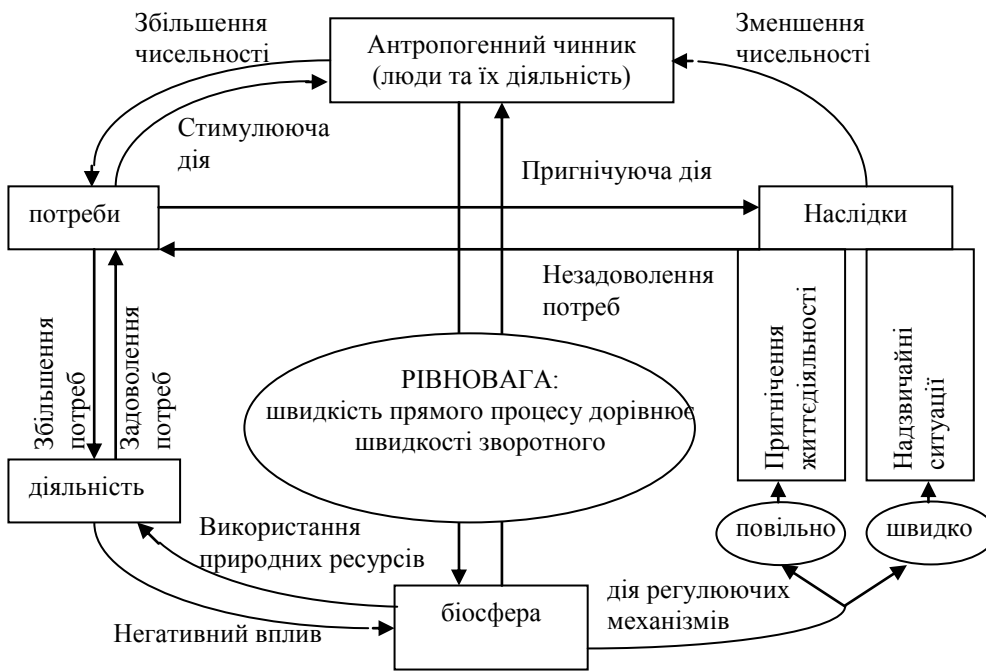 Збільшення
чисельності
Антропогенний чинник
(люди та їх діяльність)
Зменшення
чисельності
Стимулююча
дія
Пригнічуюча дія
потреби
Наслідки
Незадоволення
потреб
Збільшення
потреб
Задоволення
потреб
РІВНОВАГА:
швидкість прямого процесу дорівнює
швидкості зворотного
Пригнічення
життєдіяльності
Надзвичайні
ситуації
діяльність
повільно
швидко
Використання
природних ресурсів
біосфера
дія регулюючих
механізмів
Негативний вплив